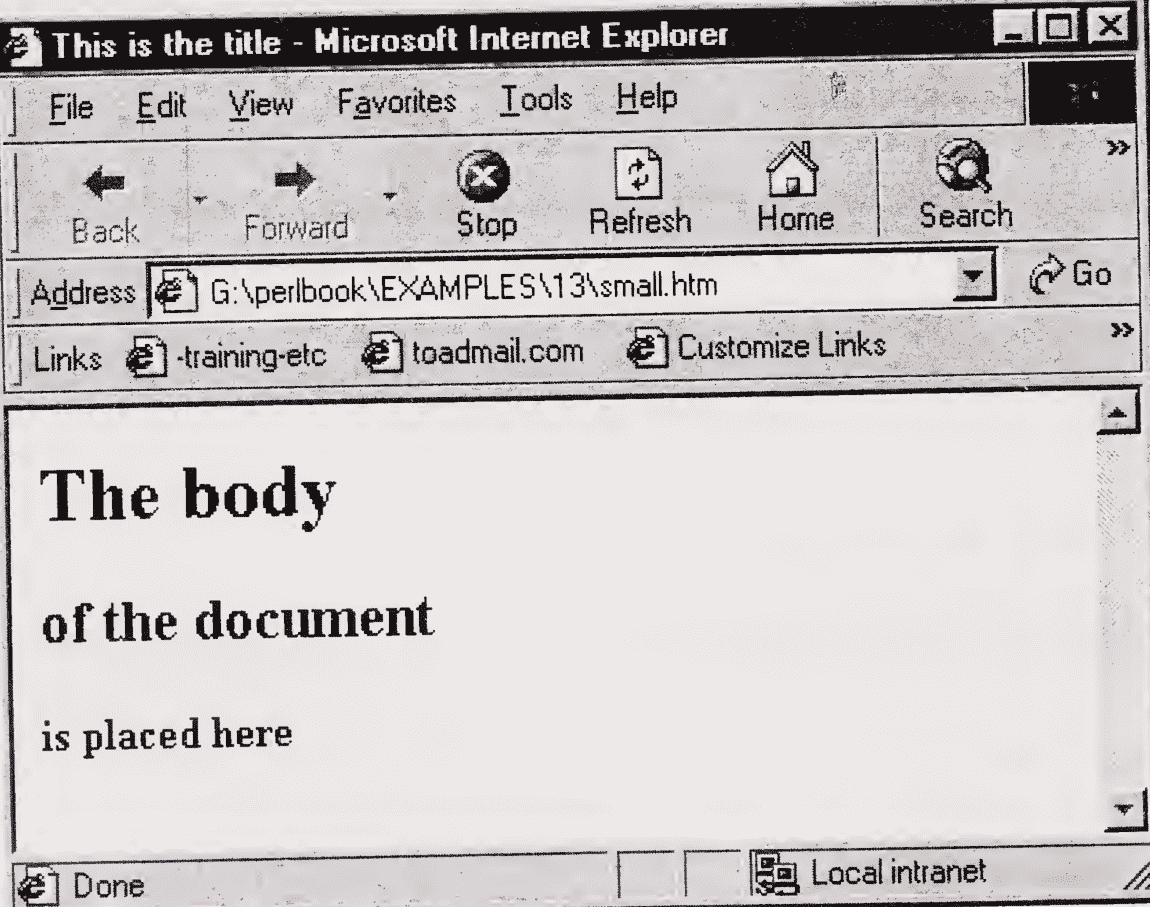 This is the title - Microsoft Internet Explorer
File Edit View Favorites Tools Help
Back Forward Stop Refresh Home Search »
Address G:\perlbook\EXAMPLES\13\small.htm Go
Links -training-etc toadmail.com Customize Links »
The body
of the document
is placed here
Done Local intranet